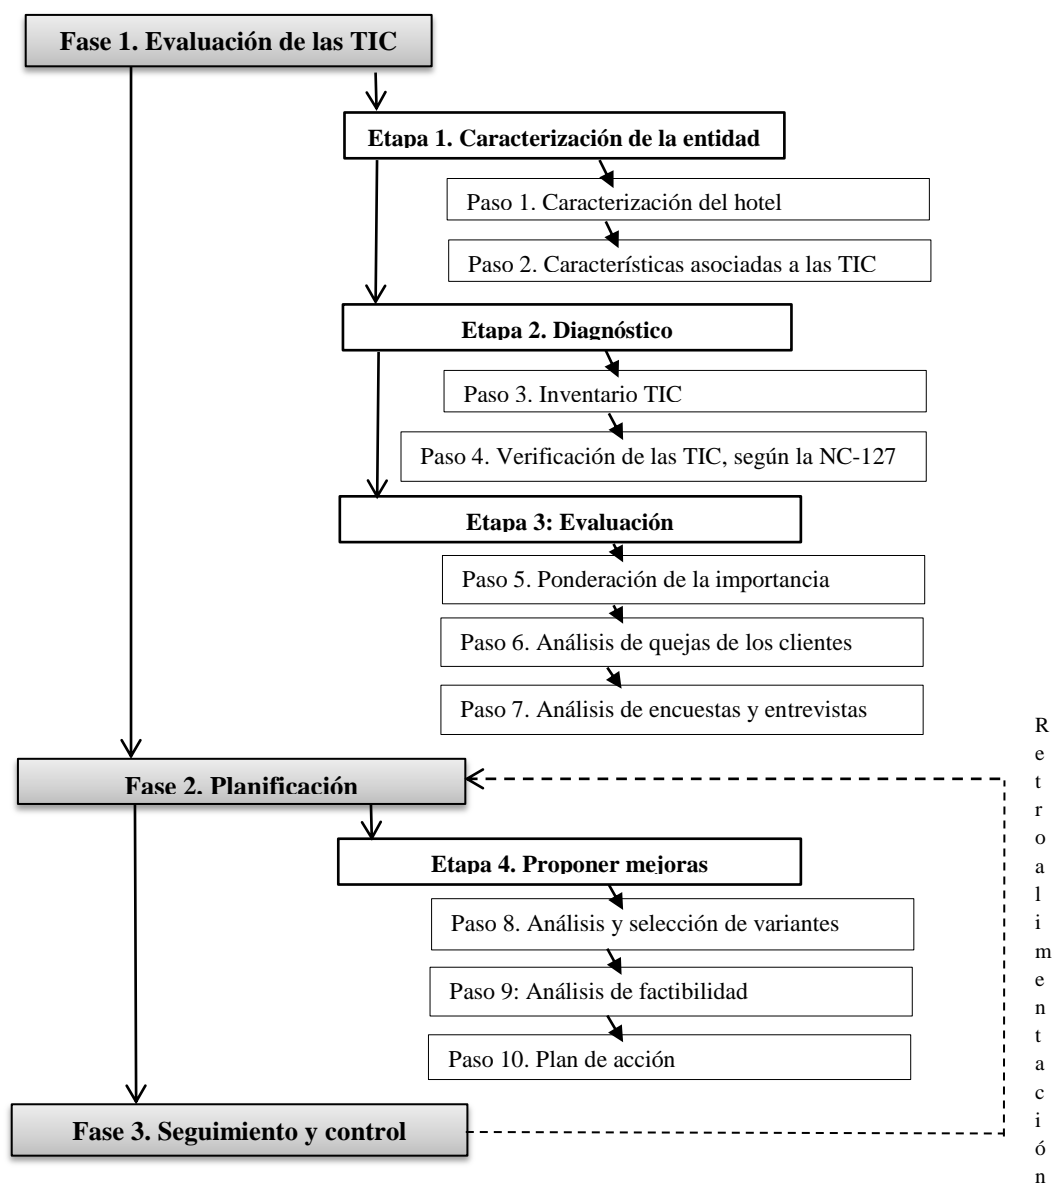 Fase 1. Evaluación de las TIC
Etapa 1. Caracterización de la entidad
Paso 1. Caracterización del hotel
Paso 2. Características asociadas a las TIC
Etapa 2. Diagnóstico
Paso 3. Inventario TIC
Paso 4. Verificación de las TIC, según la NC-127
Etapa 3: Evaluación
Paso 5. Ponderación de la importancia
Paso 6. Análisis de quejas de los clientes
Paso 7. Análisis de encuestas y entrevistas
Fase 2. Planificación
Etapa 4. Proponer mejoras
Paso 8. Análisis y selección de variantes
Paso 9: Análisis de factibilidad
Paso 10. Plan de acción
Fase 3. Seguimiento y control
Retroalimentación